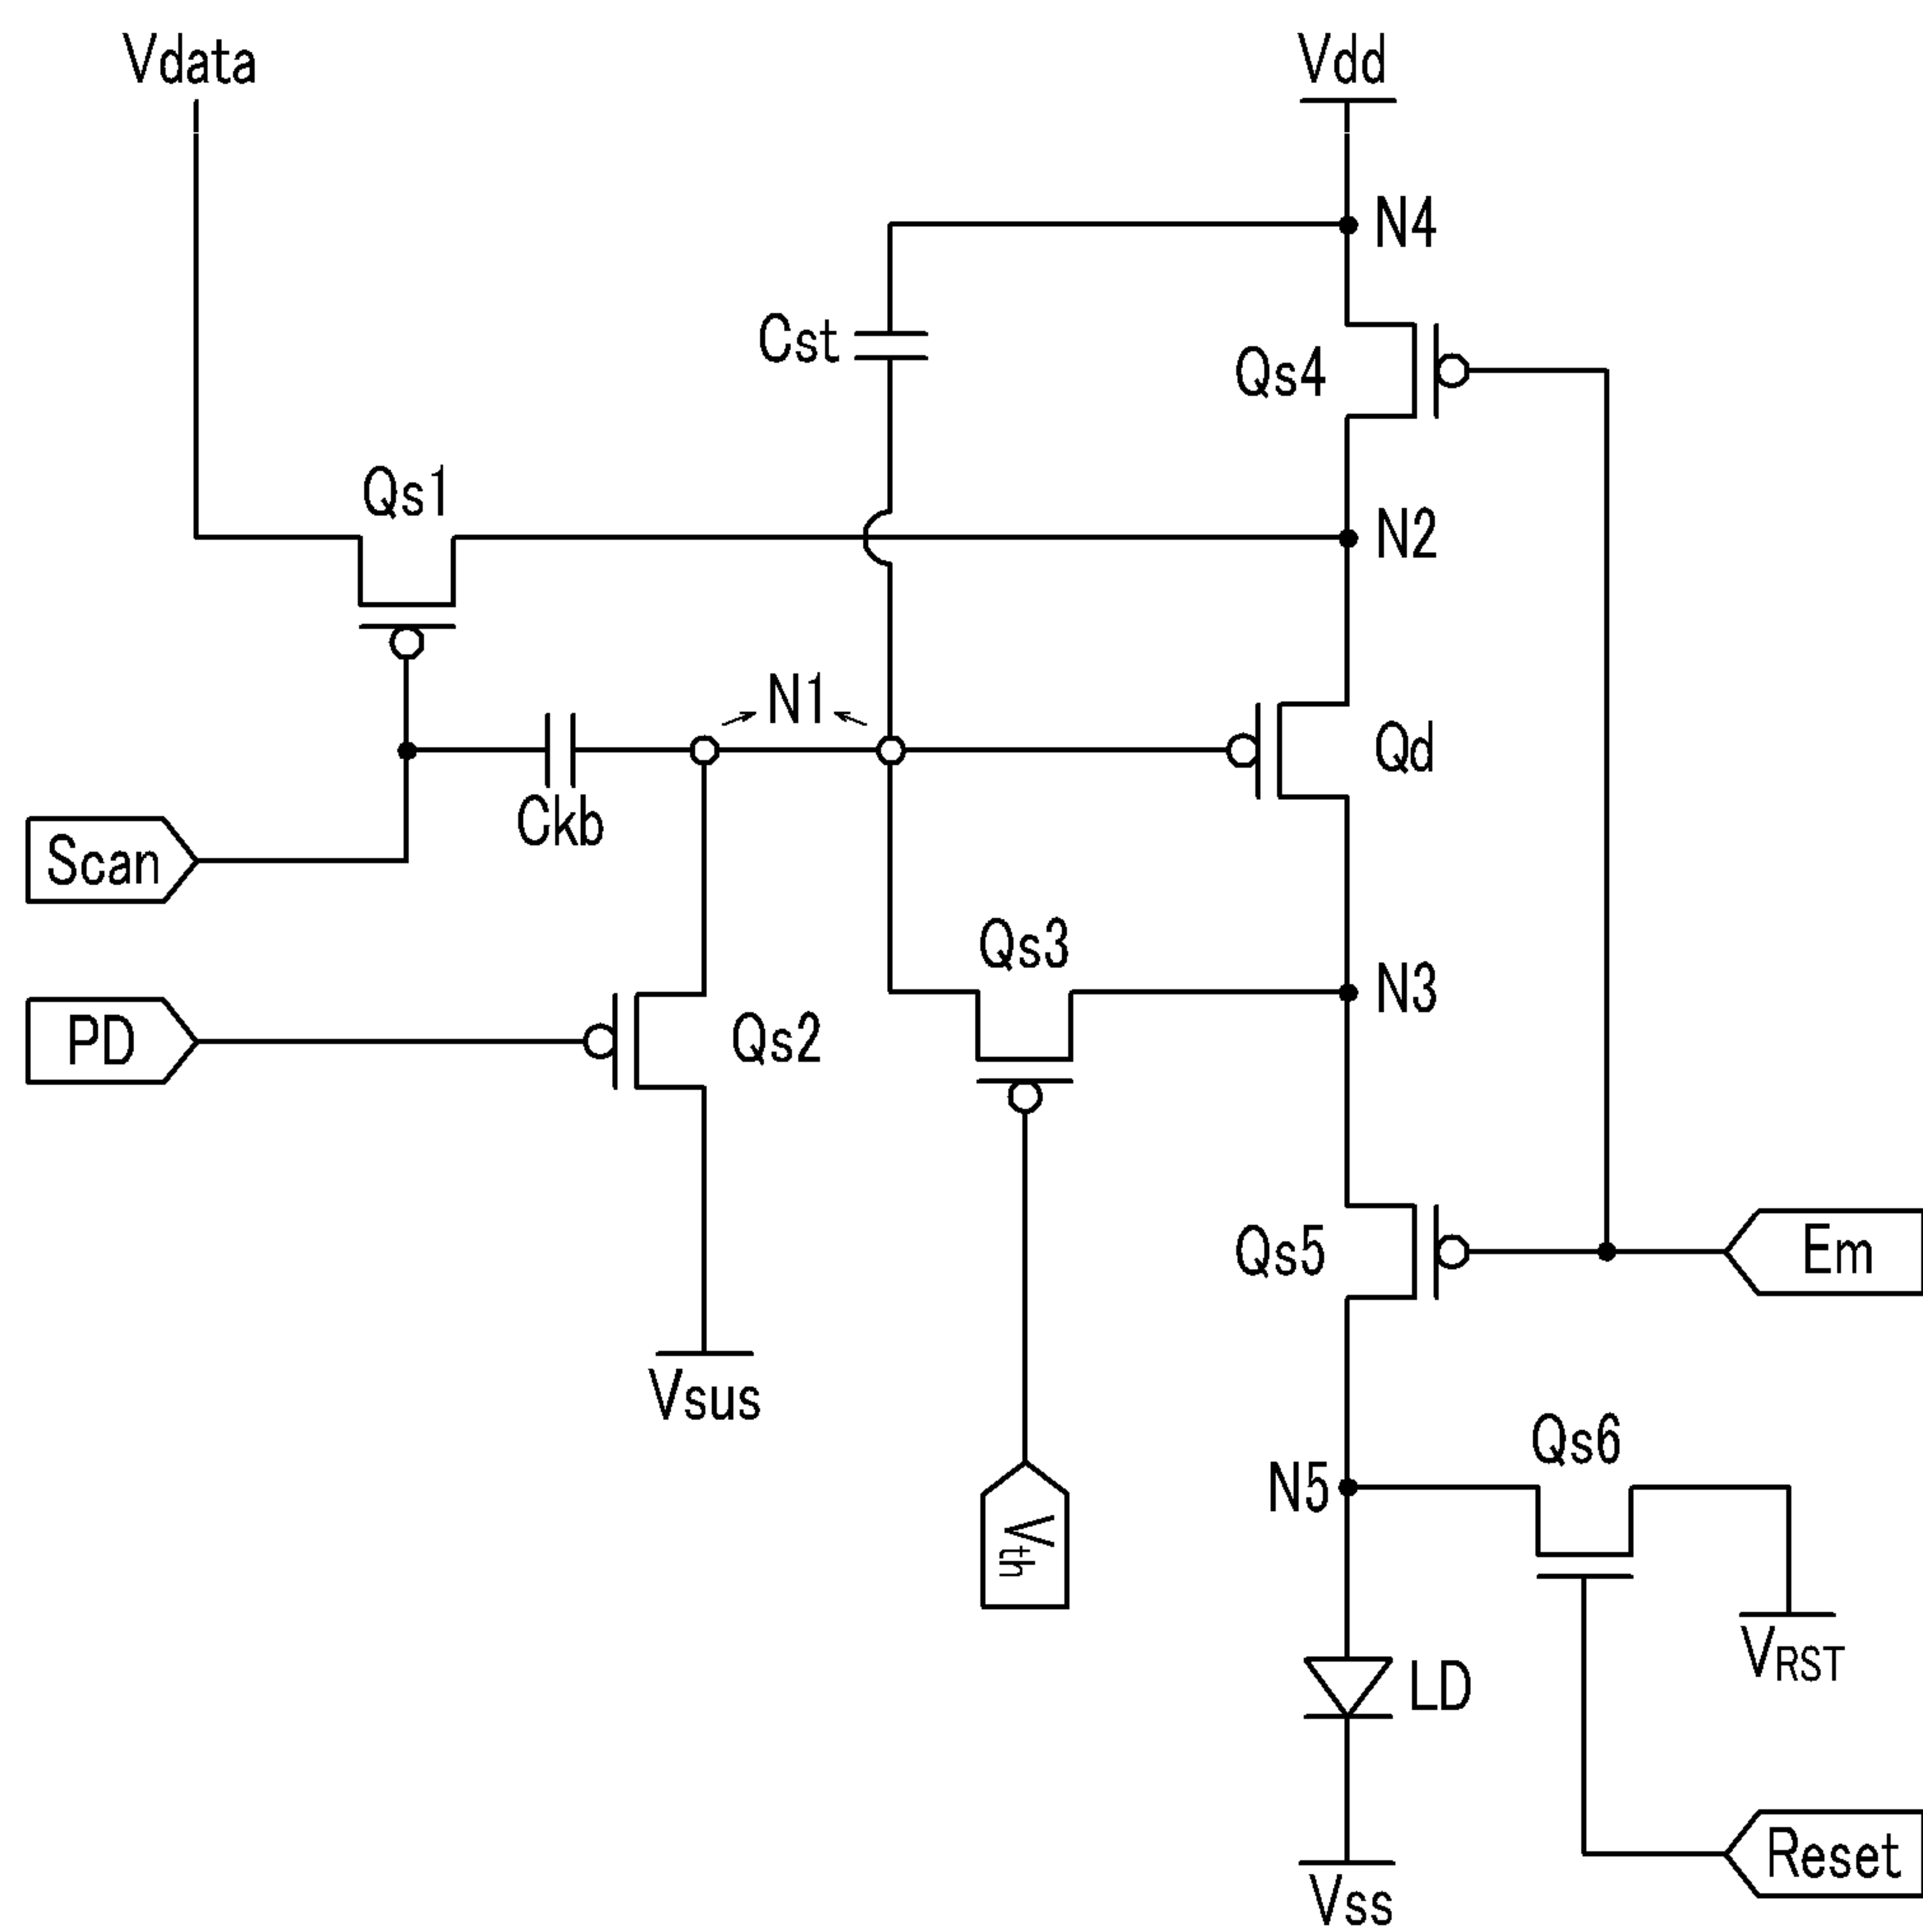 Vdata
Vdd
N4
Cst
Qs4
Qs1
N2
N1
Qd
Ckb
Scan
Qs3
N3
PD
Qs2
Qs5
Em
Vsus
Qs6
N5
Vth
VRST
LD
Reset
Vss